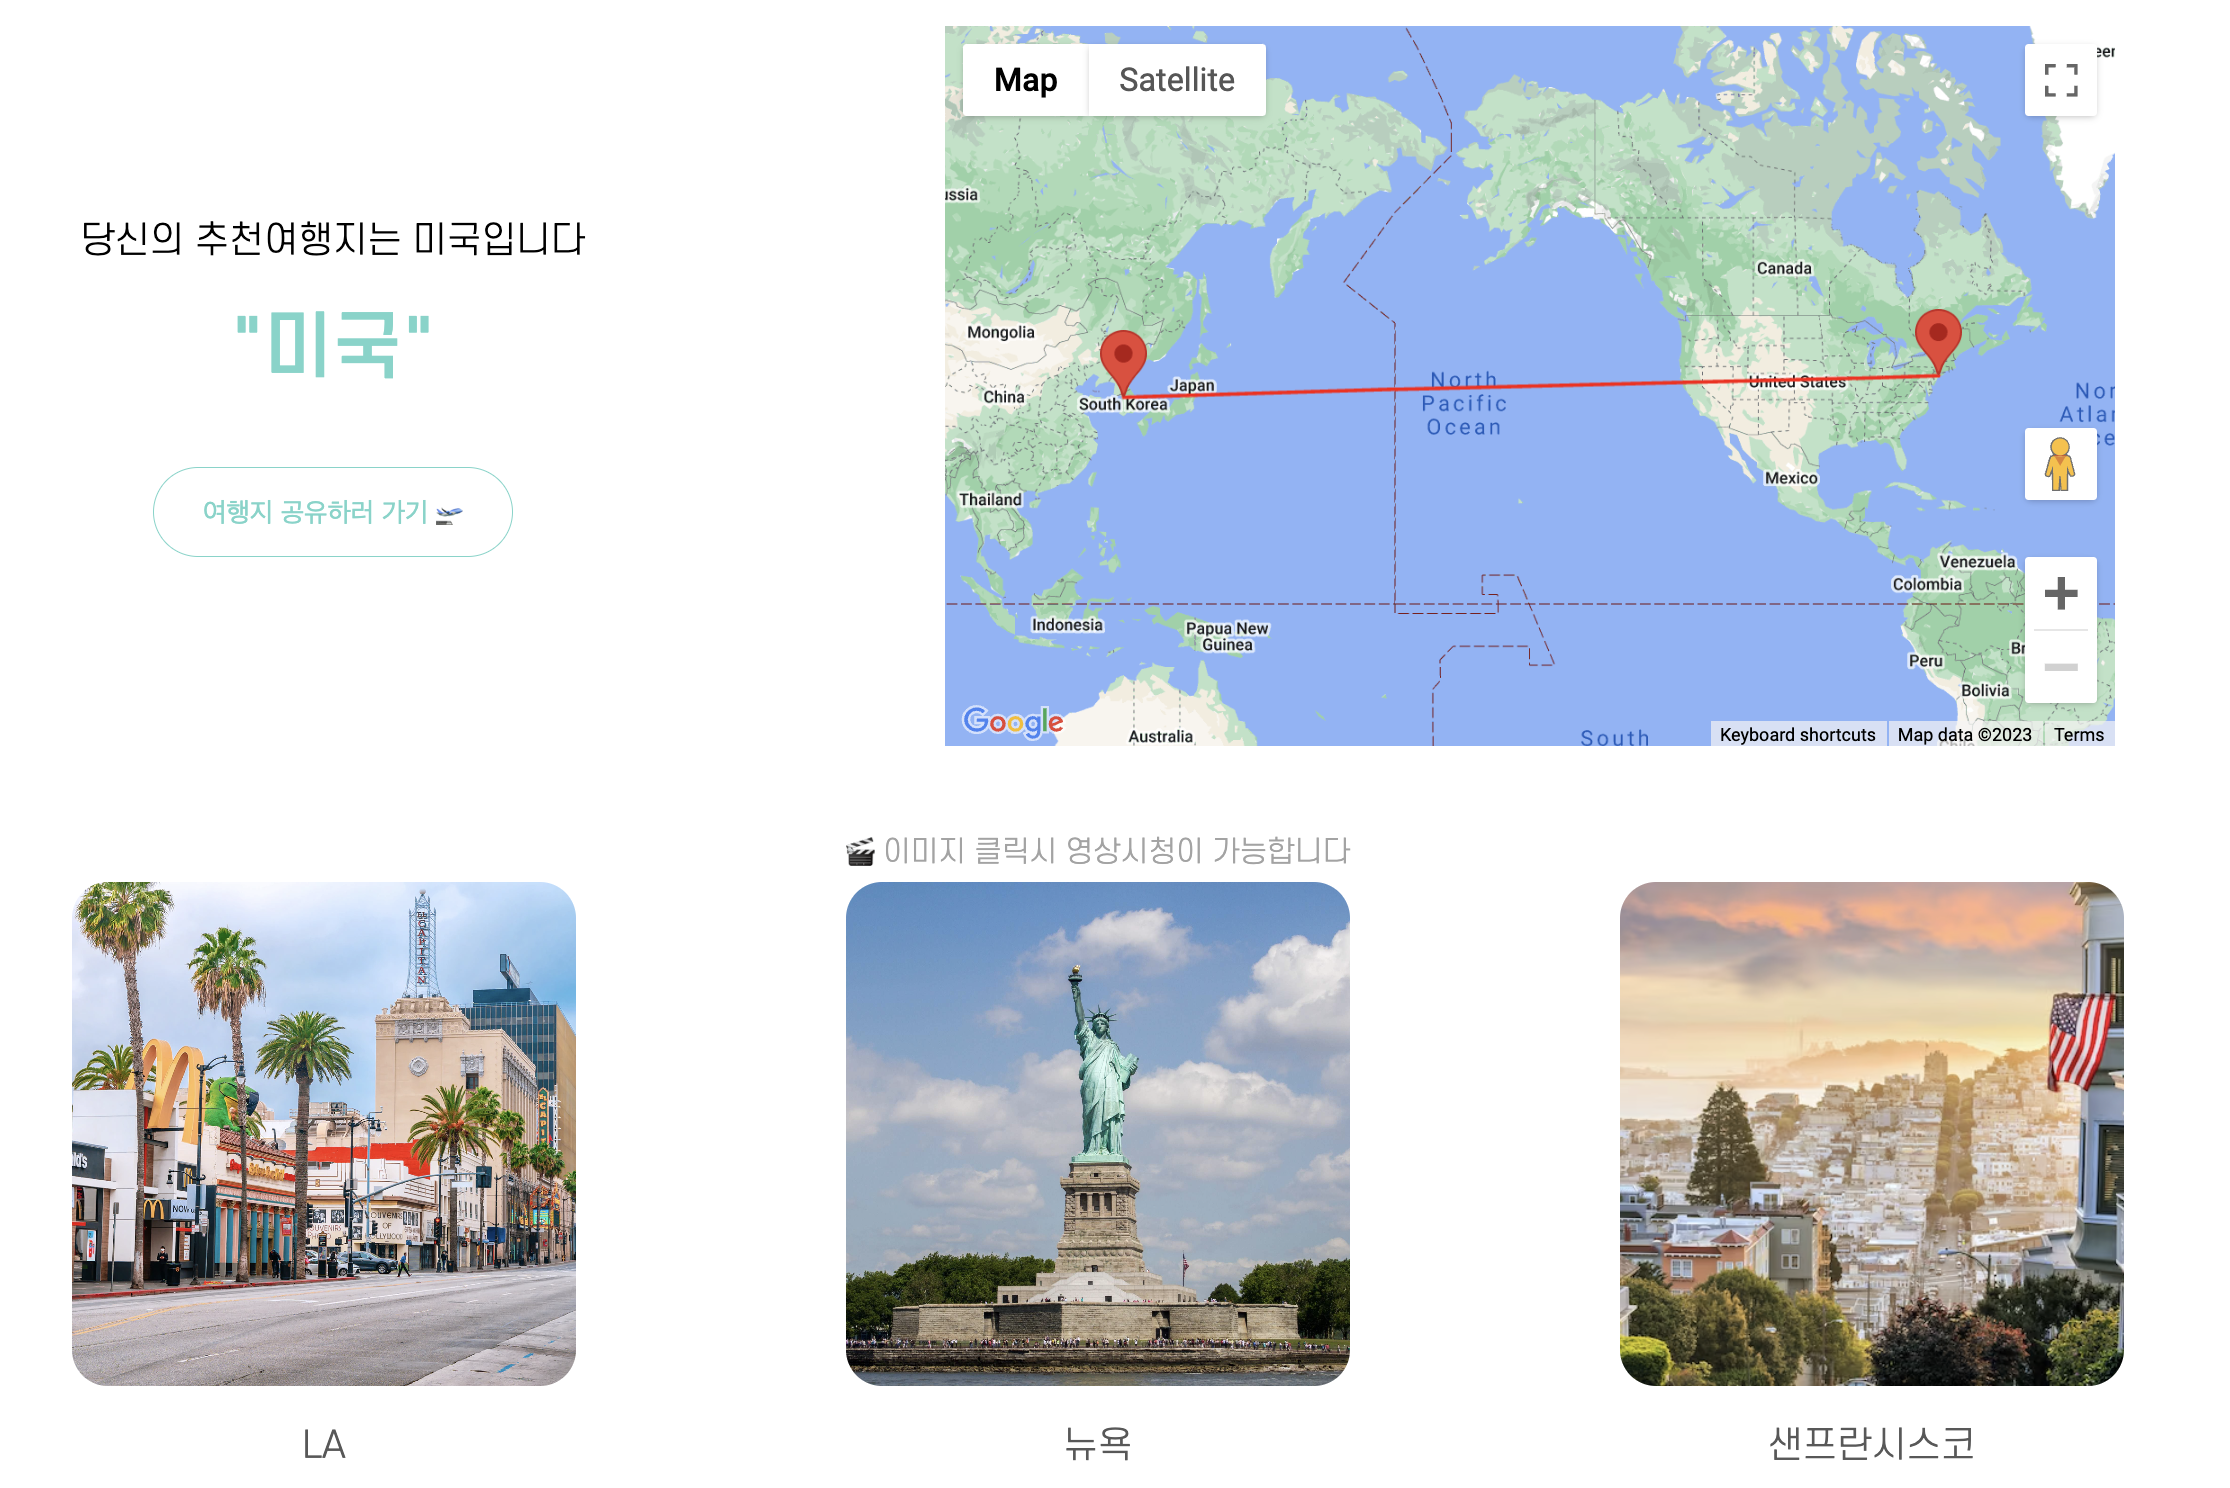 당신의 추천여행지는 미국입니다
"미국"
여행지 공유하러 가기
Map
Satellite
Canada
Mongolia
Japan
China
South Korea
United States
North
Pacific
Ocean
Mexico
Thailand
Venezuela
Colombia
Indonesia
Papua New
Guinea
Peru
Bolivia
Google
Australia
South
Keyboard shortcuts
Map data ©2023
Terms
이미지 클릭시 영상시청이 가능합니다
SOUVENIRS
OF
HOLLYWOOD
LA
뉴욕
샌프란시스코